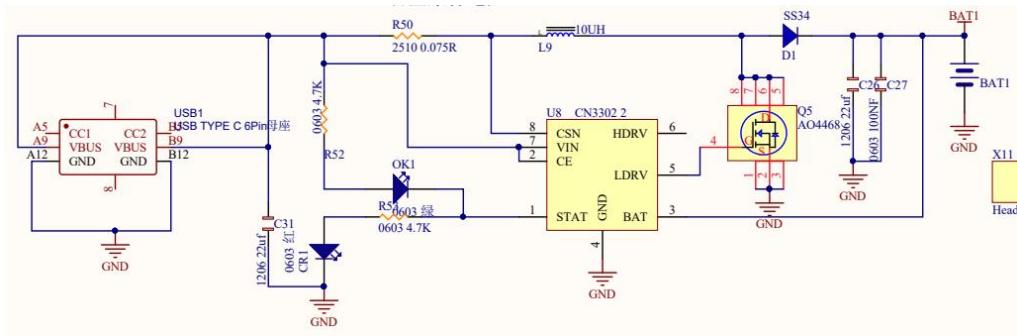 R50
2510 0.075R
10UH
L9
SS34
D1
BAT1
C26
C27
BAT1
1206 22uf
0603 100NF
GND
GND
USB1
USB TYPE C 6Pin母座
7
A5
A9
A12
CC1
VBUS
GND
CC2
VBUS
GND
B9
B12
8
GND
0603 4.7K
R52
OK1
0603 绿
0603 4.7K
C31
1206 22uf
0603 红
CR1
GND
U8
CN3302 2
8
7
2
1
CSN
VIN
CE
STAT
HDRV
LDRV
BAT
GND
6
5
3
4
GND
8
7
6
5
Q5
AO4468
D
G
S
4
1
2
3
GND
X11
Head